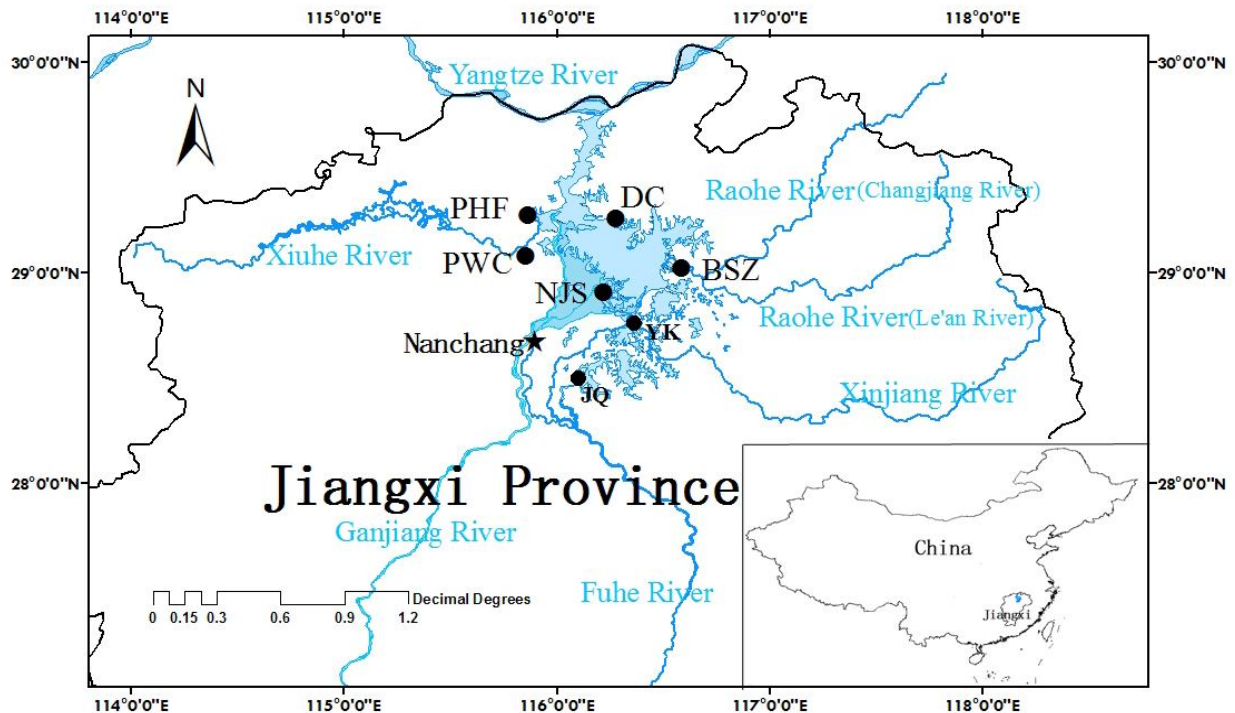 114°0'0"E 115°0'0"E 116°0'0"E 117°0'0"E 118°0'0"E
30°0'0"N
30°0'0"N
Yangtze River
N
Raohe River(Changjiang River)
DC
PHF
Xiuhe River
PWC
BSZ
29°0'0"N
29°0'0"N
NJS
YK
Raohe River(Le'an River)
Nanchang
JQ
Xinjiang River
28°0'0"N
28°0'0"N
Jiangxi Province
Ganjiang River
China
Fuhe River
Jiangxi
Decimal Degrees
0 0.15 0.3 0.6 0.9 1.2
114°0'0"E 115°0'0"E 116°0'0"E 117°0'0"E 118°0'0"E